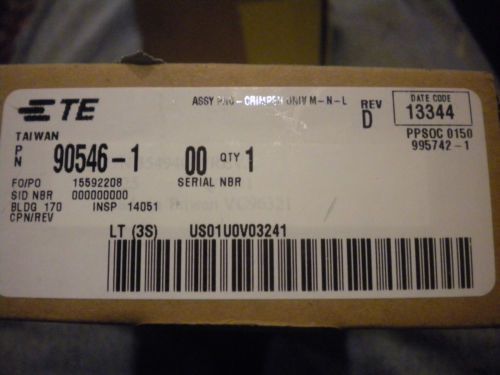 TE
ASSY PRO-CRIMPER UNIV M-N-L
REV
D
DATE CODE
13344
TAIWAN
PPSOC 0150
995742-1
P
N
90546-1
00
QTY 1
SERIAL NBR
FO/PO 15592208
SID NBR 000000000
BLDG 170 INSP 14051
CPN/REV
LT (3S) US01U0V03241